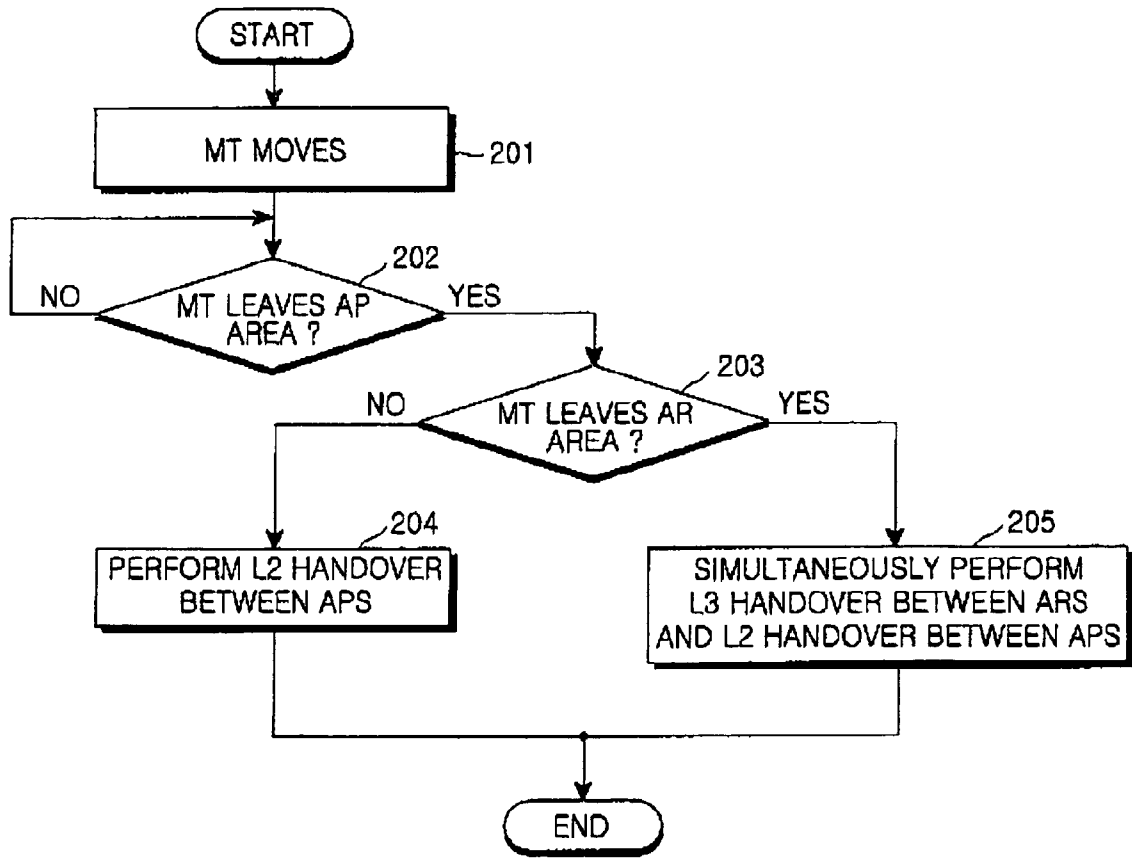 START
MT MOVES
201
202
NO
MT LEAVES AP
AREA ?
YES
203
NO
MT LEAVES AR
AREA ?
YES
204
PERFORM L2 HANDOVER
BETWEEN APS
205
SIMULTANEOUSLY PERFORM
L3 HANDOVER BETWEEN ARS
AND L2 HANDOVER BETWEEN APS
END